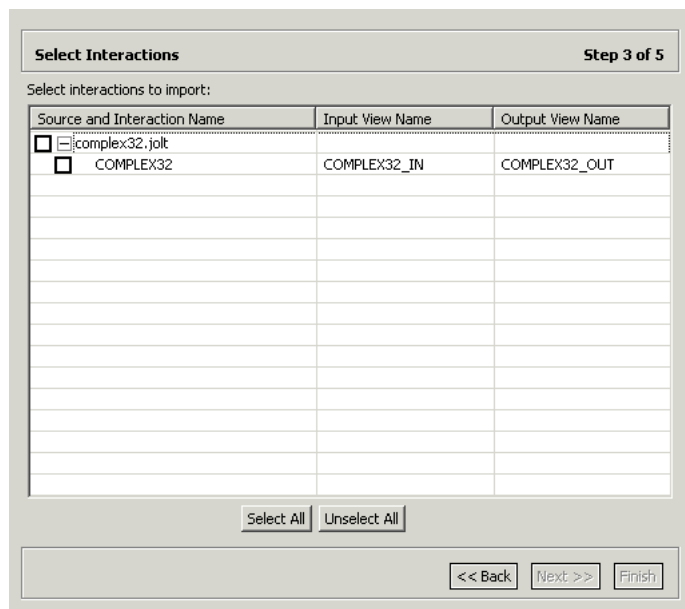 Select Interactions Step 3 of 5
Select interactions to import:
Source and Interaction Name Input View Name Output View Name
complex32.jolt
COMPLEX32 COMPLEX32_IN COMPLEX32_OUT
Select All Unselect All
<< Back Next >> Finish